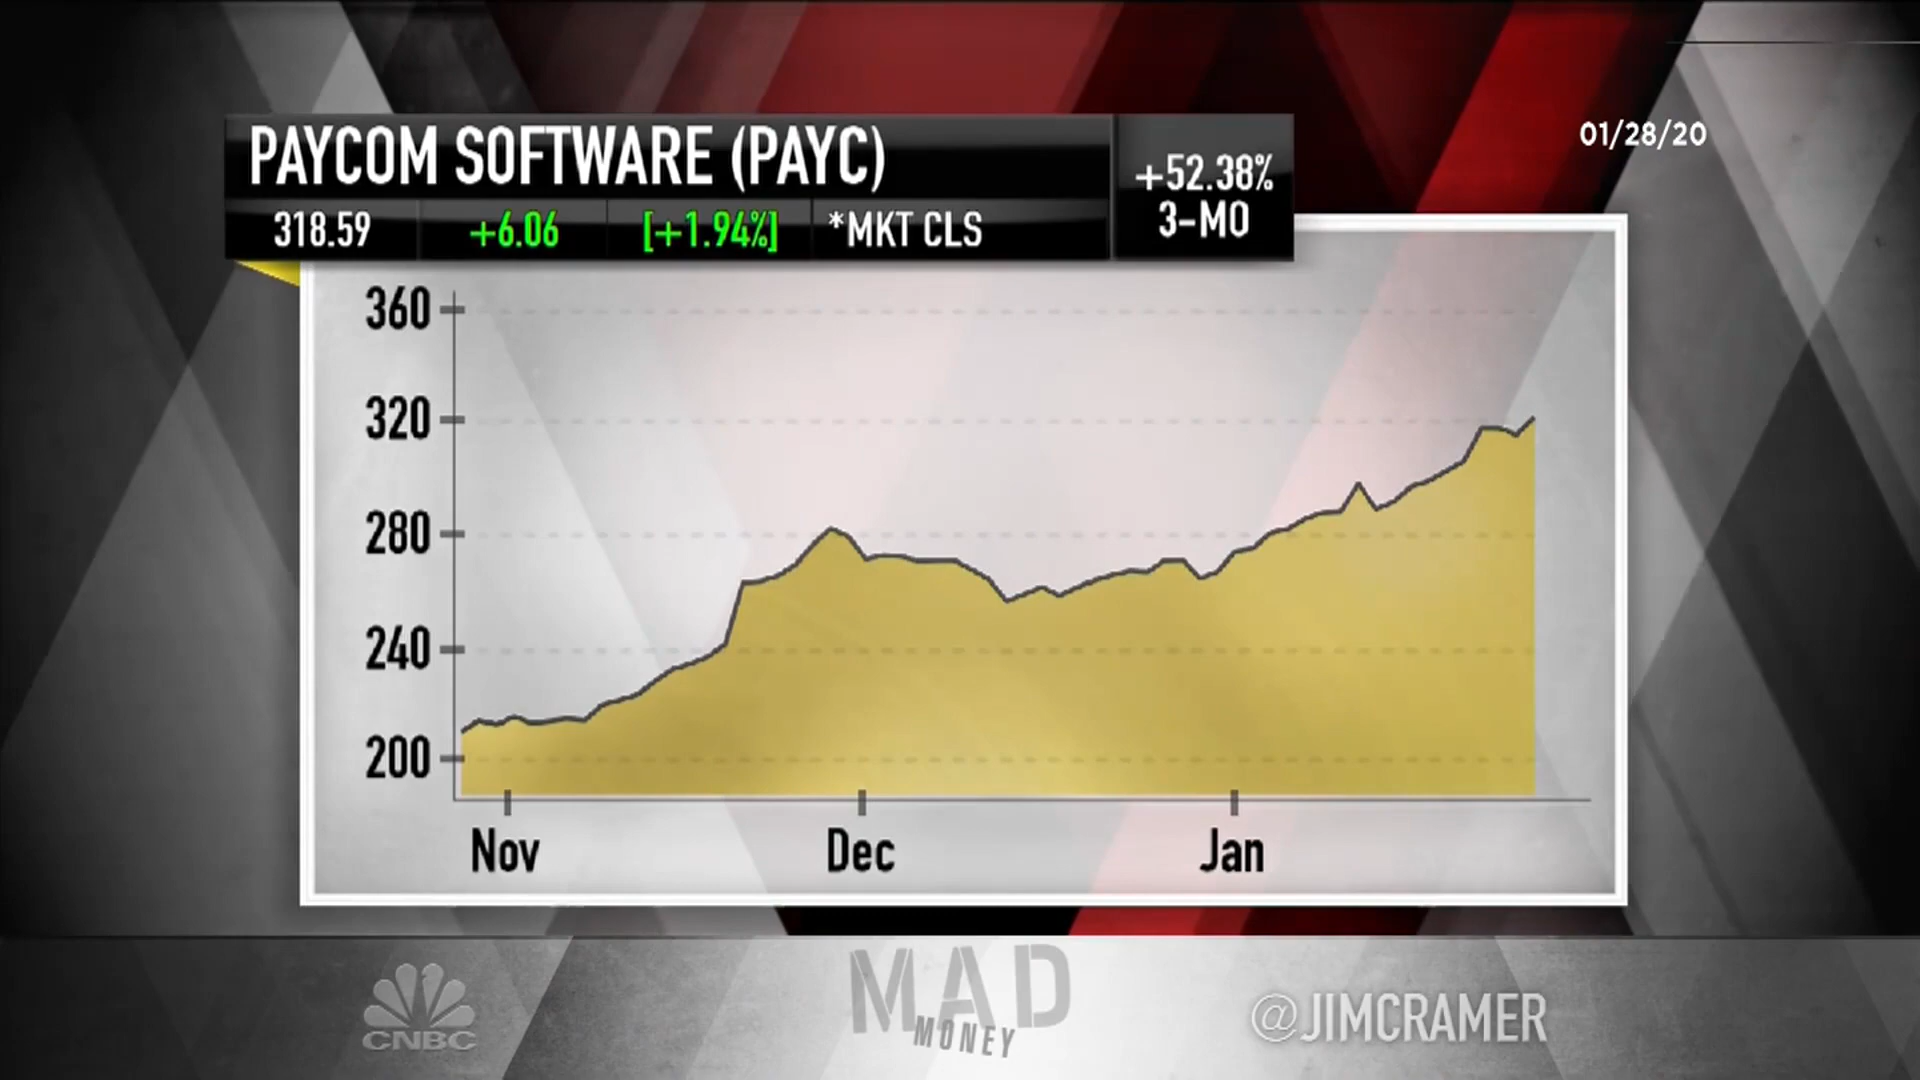 PAYCOM SOFTWARE (PAYC)
318.59 +6.06 [+1.94%] *MKT CLS
+52.38%
3-MO
01/28/20
360
320
280
240
200
Nov Dec Jan
CNBC
MAD
MONEY
@JIMCRAMER